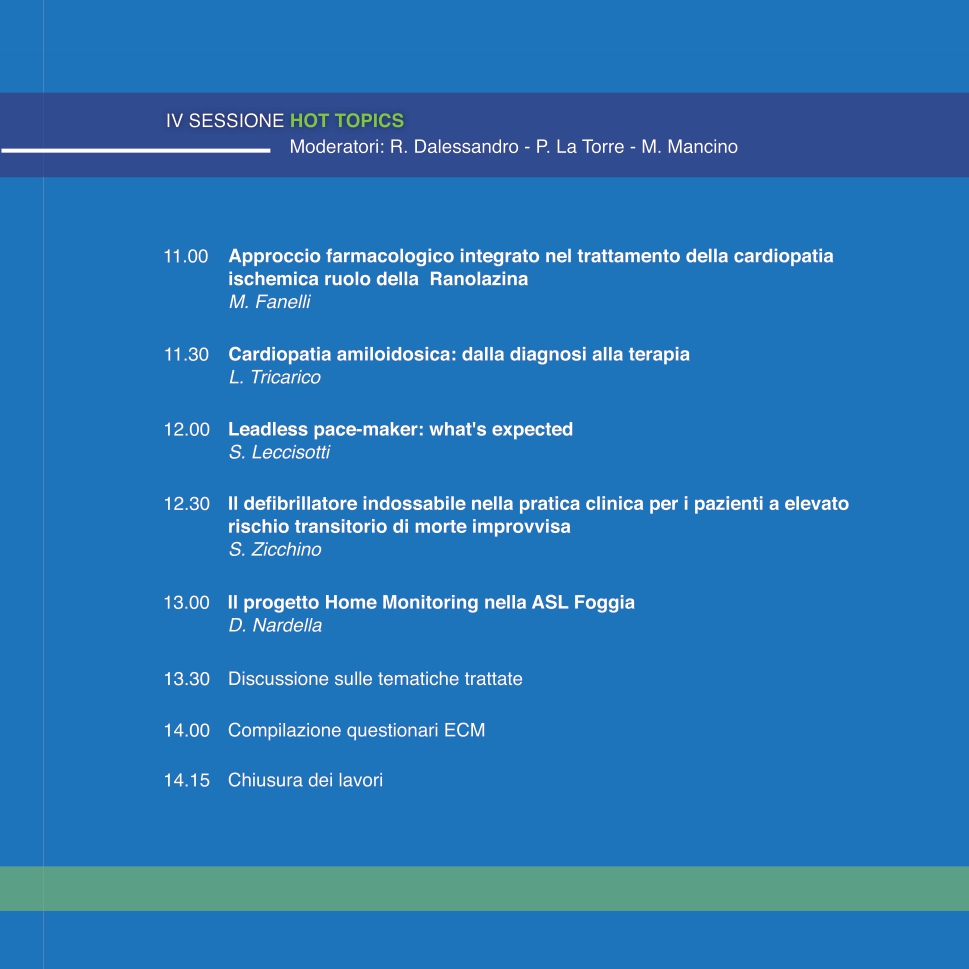 IV SESSIONE HOT TOPICS
Moderatori: R. Dalessandro - P. La Torre - M. Mancino
11.00 Approccio farmacologico integrato nel trattamento della cardiopatia
ischemica ruolo della  Ranolazina
M. Fanelli
11.30 Cardiopatia amiloidosica: dalla diagnosi alla terapia
L. Tricarico
12.00 Leadless pace-maker: what's expected
S. Leccisotti
12.30 Il defibrillatore indossabile nella pratica clinica per i pazienti a elevato
rischio transitorio di morte improvvisa
S. Zicchino
13.00 Il progetto Home Monitoring nella ASL Foggia
D. Nardella
13.30 Discussione sulle tematiche trattate
14.00 Compilazione questionari ECM
14.15 Chiusura dei lavori